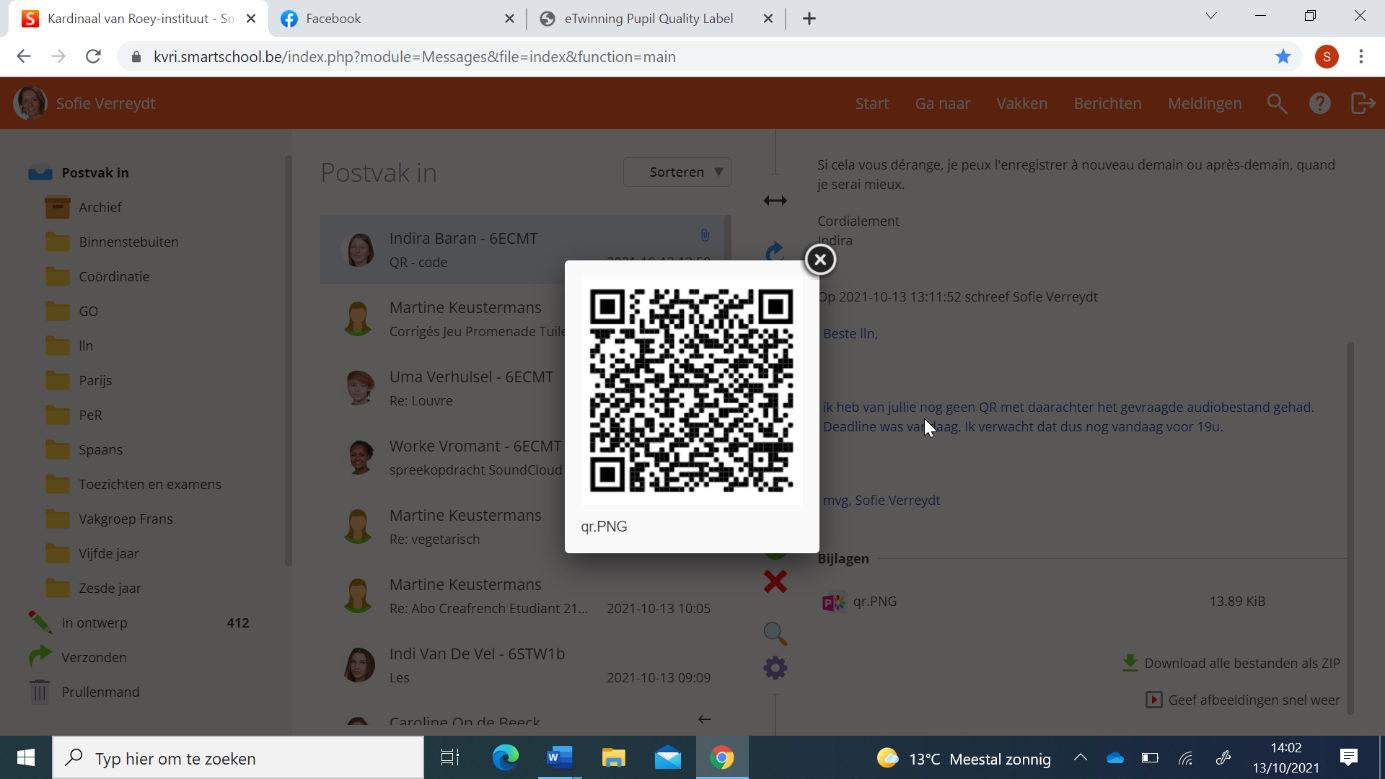 Kardinaal van Roey-instituut - Sm
Facebook
eTwinning Pupil Quality Label
kvri.smartschool.be/index.php?module=Messages&file=index&function=main
S
Sofie Verreydt
Start
Ga naar
Vakken
Berichten
Meldingen
Postvak in
Archief
Binnenstebuiten
Coördinatie
GO
lln
Parijs
PeR
Spaans
Toezichten en examens
Vakgroep Frans
Vijfde jaar
Zesde jaar
In ontwerp 412
Verzonden
Prullenmand
Postvak in
Sorteren
Indira Baran - 6ECMT
QR - code
Martine Keustermans
Corrigés Jeu Promenade Tuile
Uma Verhulsel - 6ECMT
Re: Louvre
Worke Vromant - 6ECMT
spreekopdracht SoundCloud
Martine Keustermans
Re: vegetarisch
Martine Keustermans
Re: Abo Creafrench Etudiant 21... 2021-10-13 10:05
Indi Van De Vel - 6STW1b
Les 2021-10-13 09:09
Caroline Op de Beeck
qr.PNG
Si cela vous dérange, je peux l'enregistrer à nouveau demain ou après-demain, quand
je serai mieux.
Cordialement
Indira
Op 2021-10-13 13:11:52 schreef Sofie Verreydt
Beste lln,
ik heb van jullie nog geen QR met daarachter het gevraagde audiobestand gehad.
Deadline was vandaag. Ik verwacht dat dus nog vandaag voor 19u.
mvg, Sofie Verreydt
Bijlagen
qr.PNG 13.89 KiB
Download alle bestanden als ZIP
Geef afbeeldingen snel weer
Typ hier om te zoeken
13°C Meestal zonnig
14:02
13/10/2021